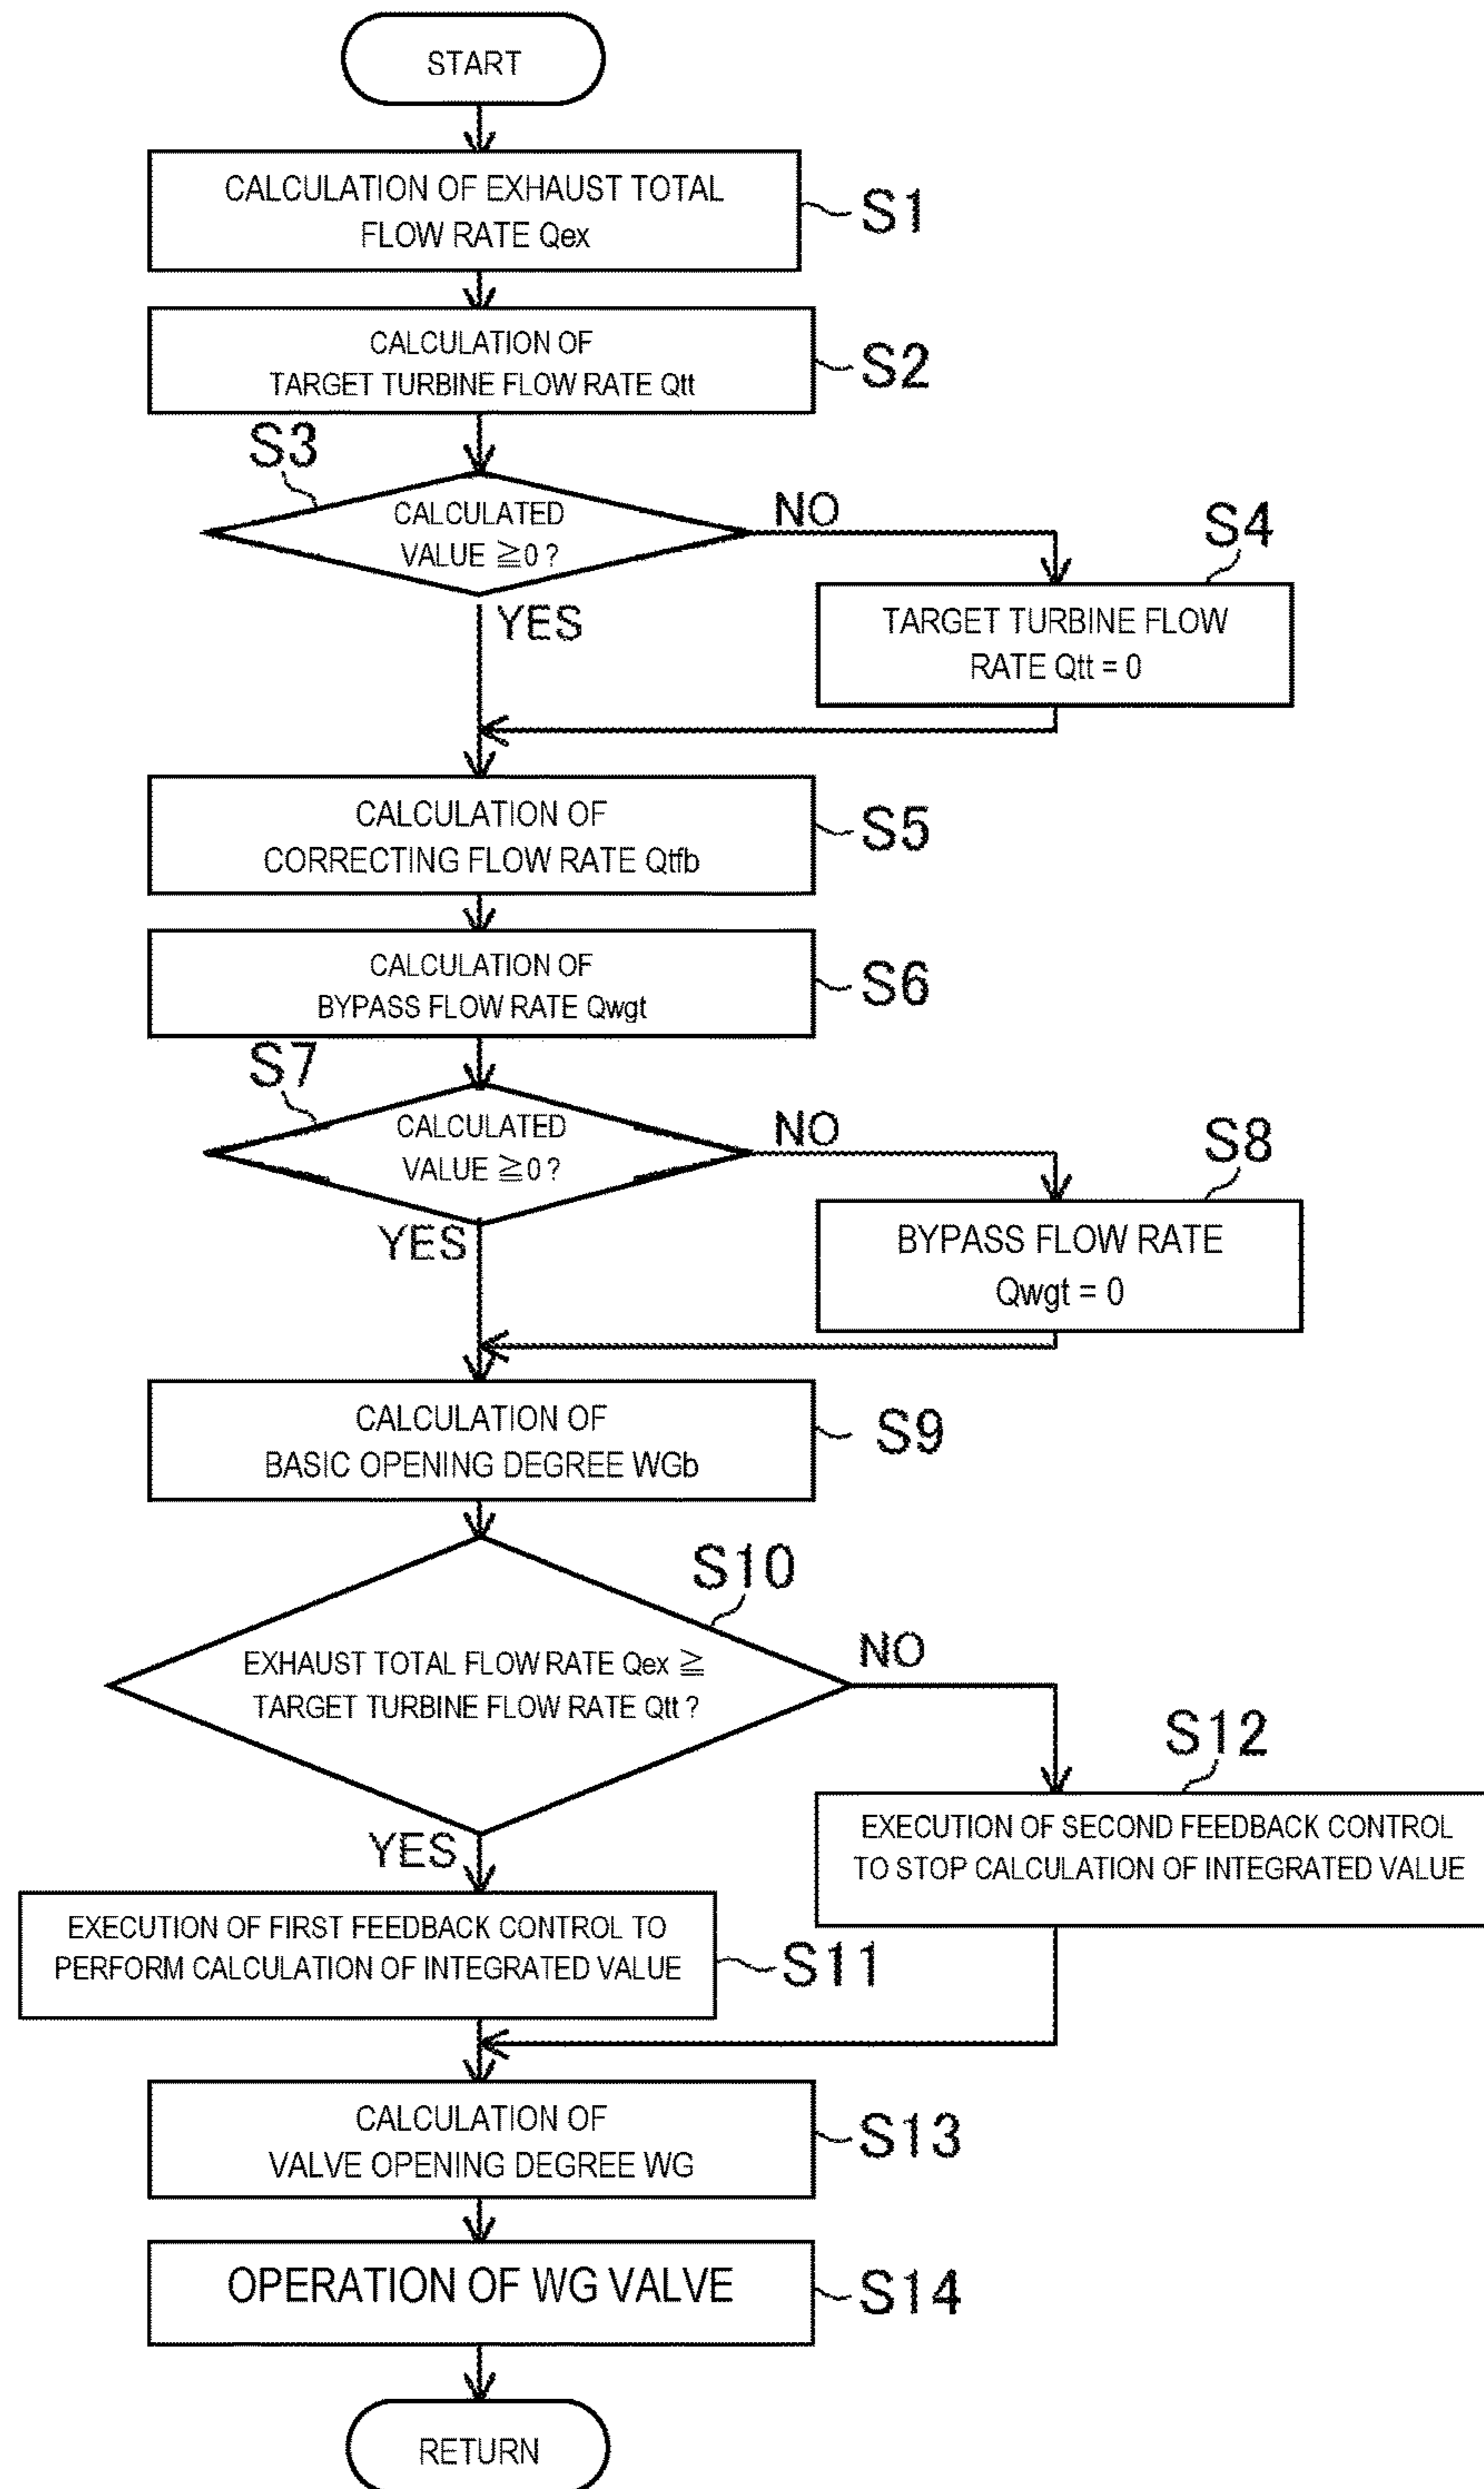 START
CALCULATION OF EXHAUST TOTAL
FLOW RATE Qex
S1
CALCULATION OF
TARGET TURBINE FLOW RATE Qtt
S2
S3
CALCULATED
VALUE ≧0 ?
NO
YES
S4
TARGET TURBINE FLOW
RATE Qtt = 0
CALCULATION OF
CORRECTING FLOW RATE Qtfb
S5
CALCULATION OF
BYPASS FLOW RATE Qwgt
S6
S7
CALCULATED
VALUE ≧0 ?
NO
YES
S8
BYPASS FLOW RATE
Qwgt = 0
CALCULATION OF
BASIC OPENING DEGREE WGb
S9
S10
EXHAUST TOTAL FLOW RATE Qex ≧
TARGET TURBINE FLOW RATE Qtt ?
NO
YES
S12
EXECUTION OF SECOND FEEDBACK CONTROL
TO STOP CALCULATION OF INTEGRATED VALUE
EXECUTION OF FIRST FEEDBACK CONTROL TO
PERFORM CALCULATION OF INTEGRATED VALUE
S11
CALCULATION OF
VALVE OPENING DEGREE WG
S13
OPERATION OF WG VALVE
S14
RETURN